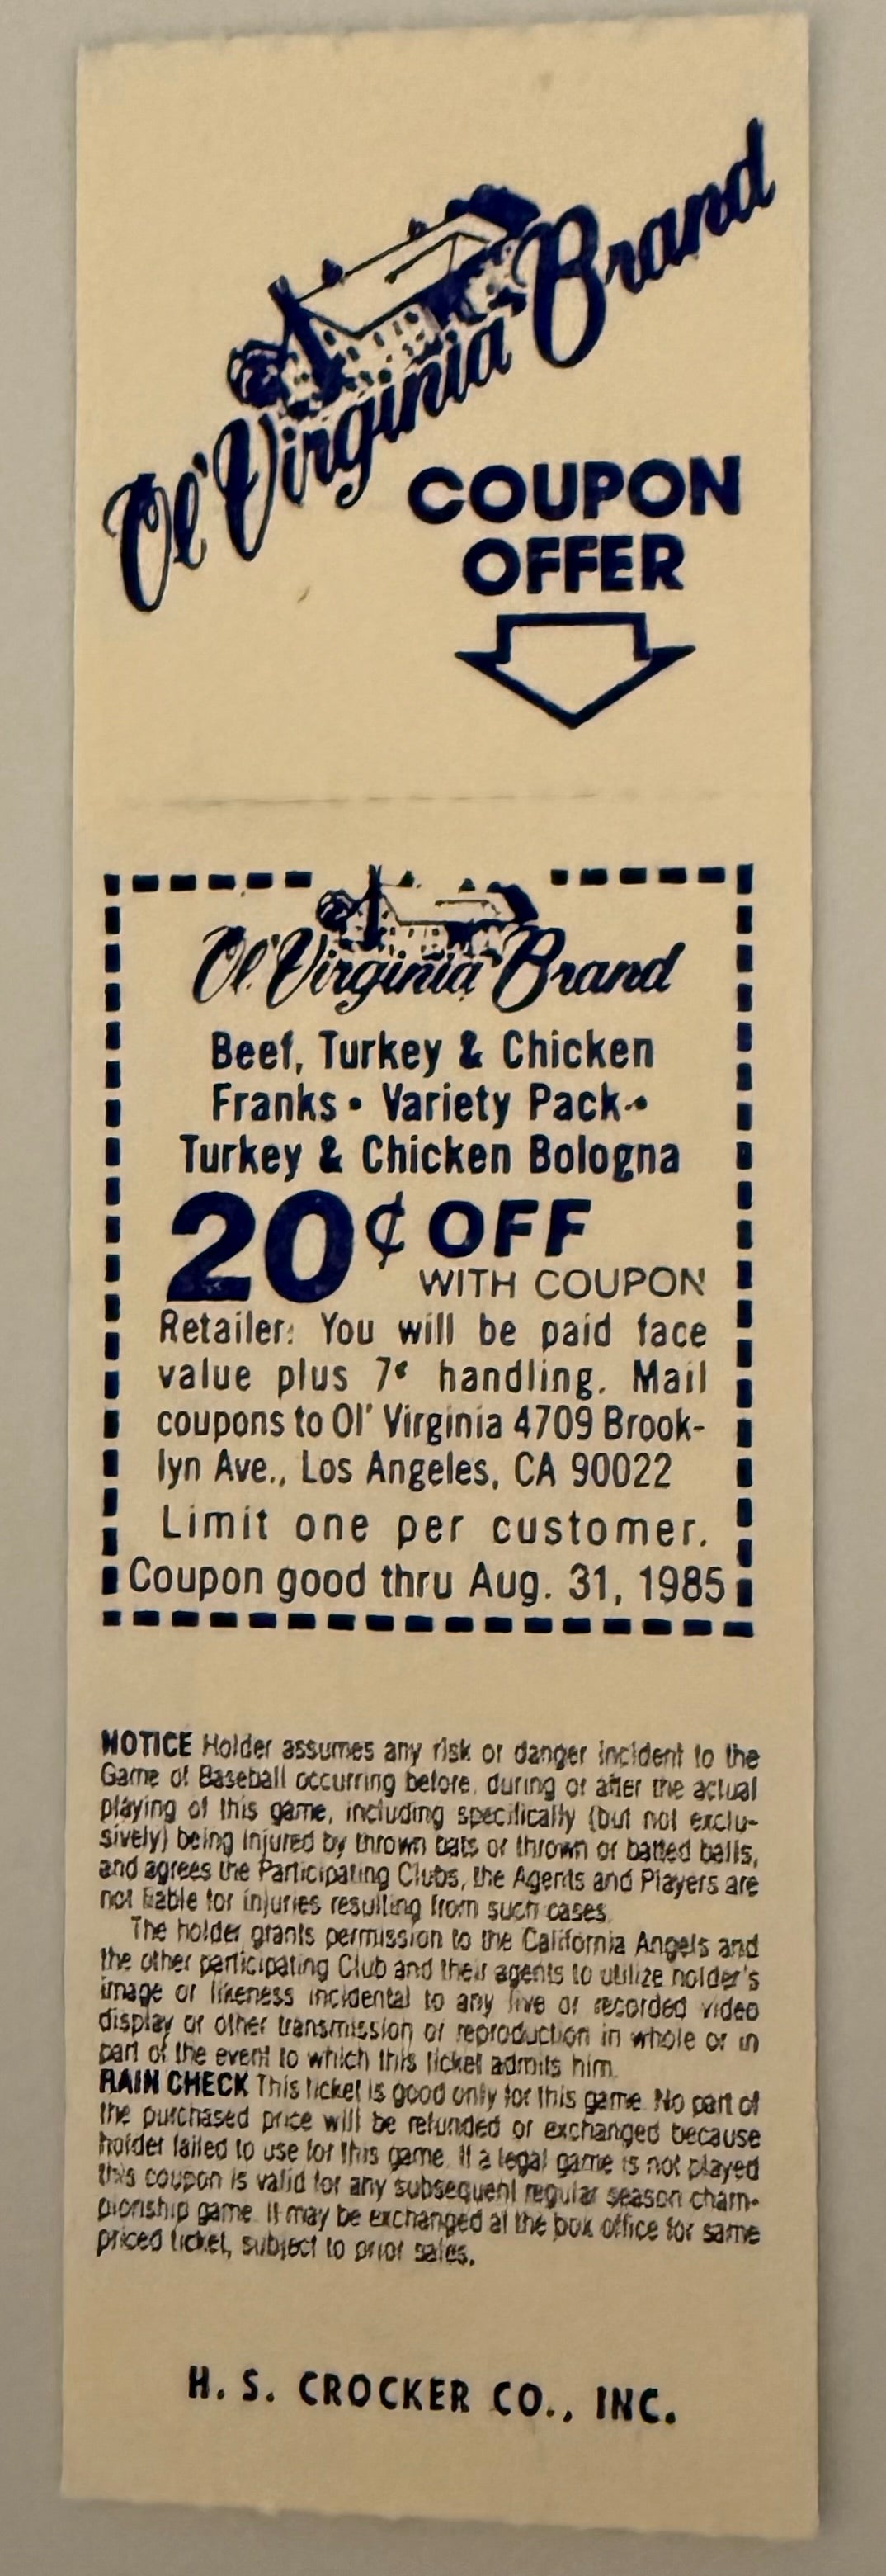 Ol' Virginia Brand
COUPON
OFFER
Ol' Virginia Brand
Beef, Turkey & Chicken
Franks • Variety Pack •
Turkey & Chicken Bologna
20¢ OFF
WITH COUPON
Retailer: You will be paid face
value plus 7¢ handling. Mail
coupons to Ol' Virginia 4709 Brook-
lyn Ave., Los Angeles, CA 90022
Limit one per customer.
Coupon good thru Aug. 31, 1985
NOTICE Holder assumes any risk or danger incident to the
Game of Baseball occurring before, during or after the actual
playing of this game, including specifically (but not exclu-
sively) being injured by thrown bats or thrown or batted balls,
and agrees the Participating Clubs, the Agents and Players are
not liable for injuries resulting from such cases.
The holder grants permission to the California Angels and
the other participating Club and their agents to utilize holder's
image or likeness incidental to any live or recorded video
display or other transmission or reproduction in whole or in
part of the event to which this ticket admits him.
RAIN CHECK This ticket is good only for this game. No part of
the purchased price will be refunded or exchanged because
holder failed to use for this game. If a legal game is not played
this coupon is valid for any subsequent regular season cham-
pionship game. It may be exchanged at the box office for same
priced ticket, subject to prior sales.
H. S. CROCKER CO., INC.